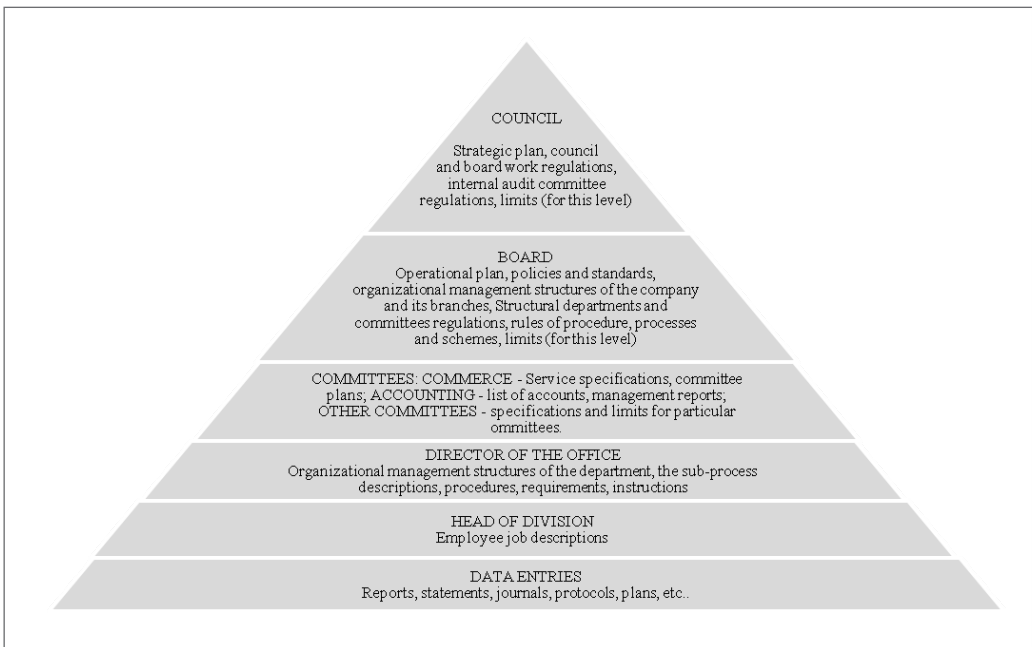 COUNCIL
Strategic plan, council
and board work regulations,
internal audit committee
regulations, limits (for this level)
BOARD
Operational plan, policies and standards,
organizational management structures of the company
and its branches, Structural departments and
committees regulations, rules of procedure, processes
and schemes, limits (for this level)
COMMITTEES: COMMERCE - Service specifications, committee
plans; ACCOUNTING - list of accounts, management reports;
OTHER COMMITTEES - specifications and limits for particular
ommittees.
DIRECTOR OF THE OFFICE
Organizational management structures of the department, the sub-process
descriptions, procedures, requirements, instructions
HEAD OF DIVISION
Employee job descriptions
DATA ENTRIES
Reports, statements, journals, protocols, plans, etc..